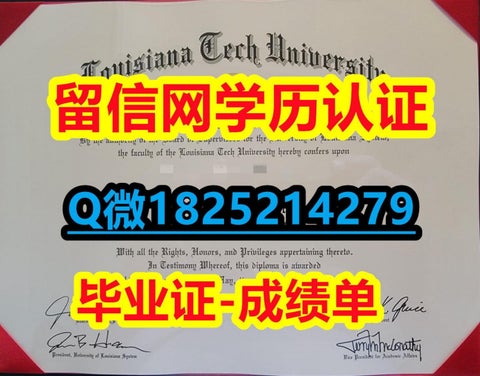 Louisiana Tech University
留信网学历认证
the faculty of the Louisiana Tech University hereby confers upon
Q微1825214279
With all the Rights, Honors, and Privileges appertaining thereto.
In Testimony Whereof, this diploma is awarded
毕业证-成绩单
President, University of Louisiana System
Vice President for Academic Affairs